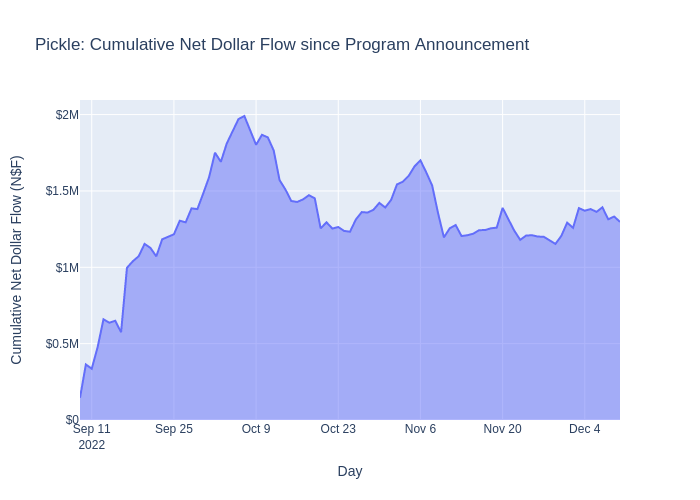 Pickle: Cumulative Net Dollar Flow since Program Announcement
Cumulative Net Dollar Flow (N$F)
$2M
$1.5M
$1M
$0.5M
$0
Sep 11
2022
Sep 25
Oct 9
Oct 23
Nov 6
Nov 20
Dec 4
Day